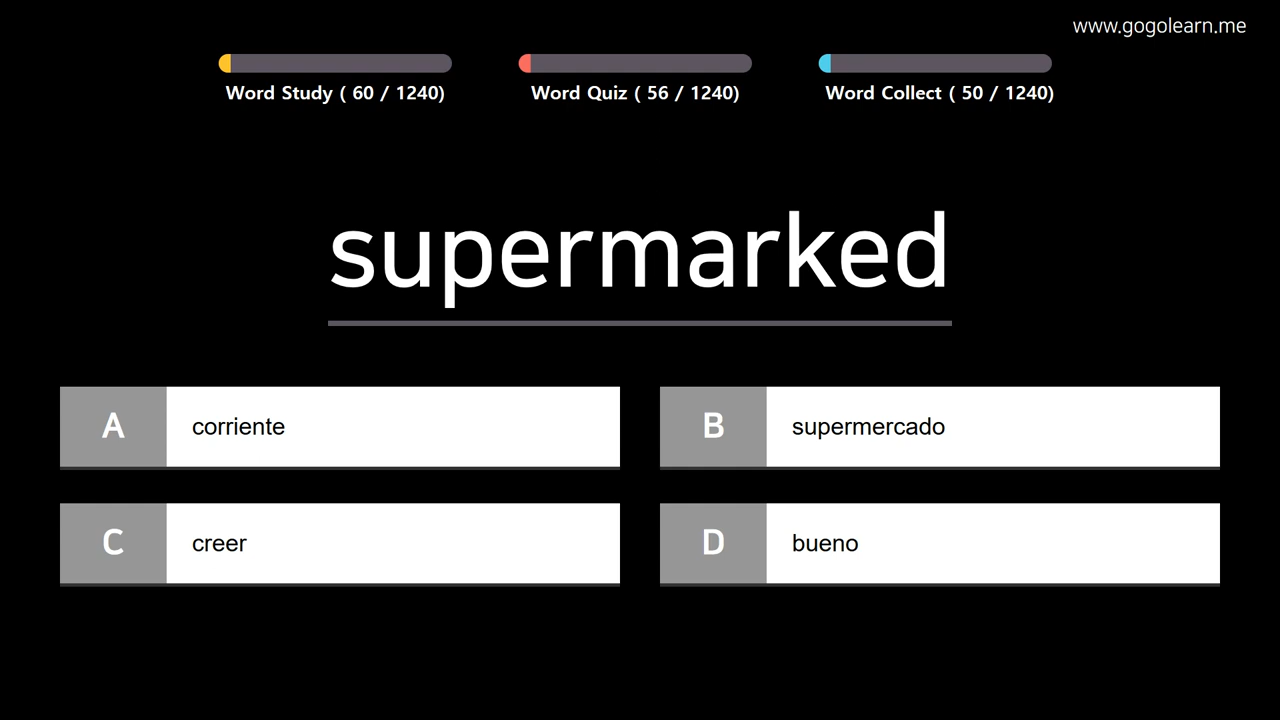 www.gogolearn.me
Word Study ( 60 / 1240)
Word Quiz ( 56 / 1240)
Word Collect ( 50 / 1240)
supermarked
A corriente
B supermercado
C creer
D bueno